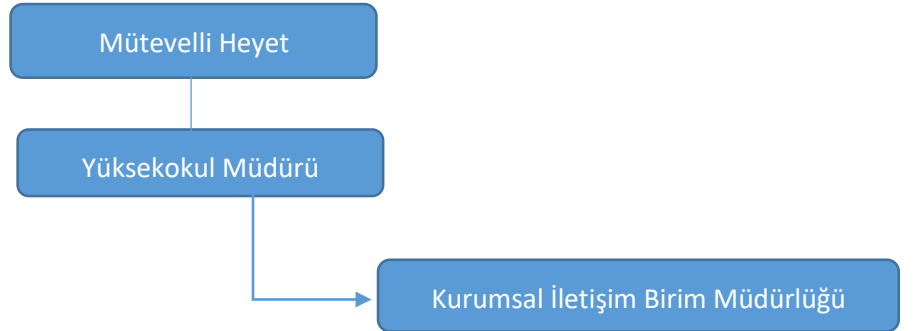 Mütevelli Heyet
Yüksekokul Müdürü
Kurumsal İletişim Birim Müdürlüğü